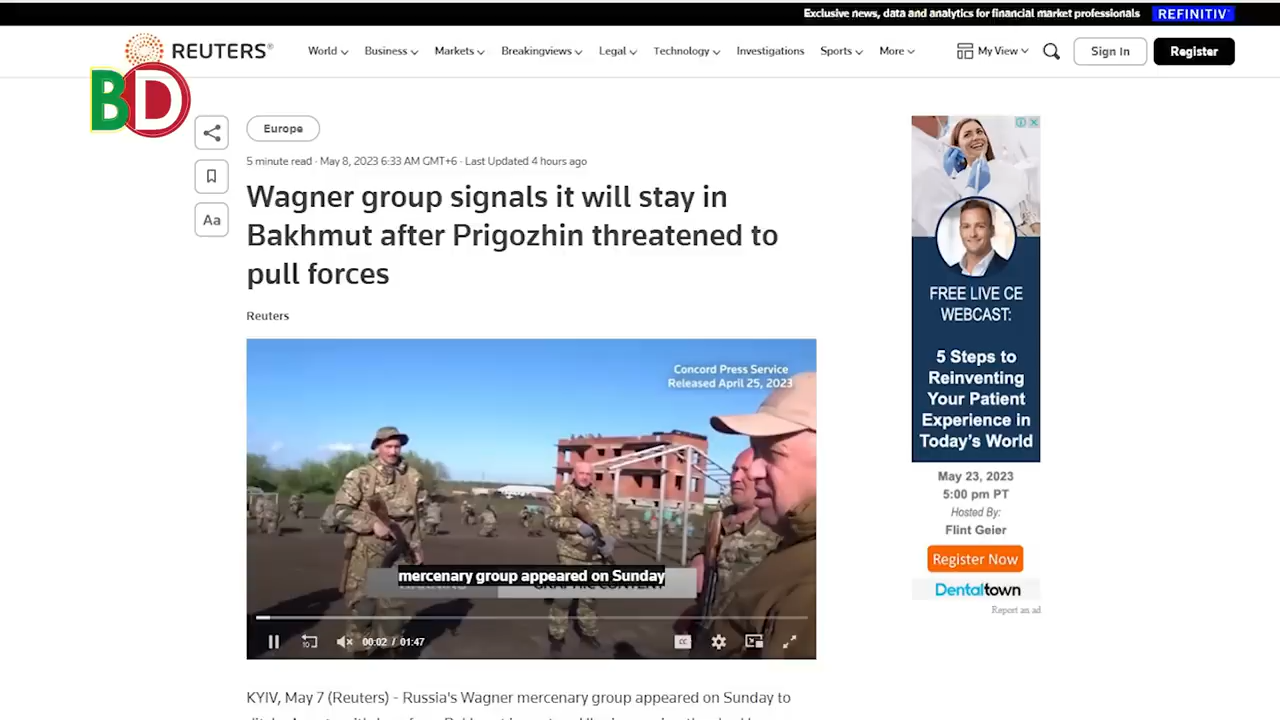 Exclusive news, data and analytics for financial market professionals REFINITIV
REUTERS® World Business Markets Breakingviews Legal Technology Investigations Sports More My View Sign In Register
BD
Europe
5 minute read · May 8, 2023 6:33 AM GMT+6 · Last Updated 4 hours ago
Aa
Wagner group signals it will stay in
Bakhmut after Prigozhin threatened to
pull forces
Reuters
Concord Press Service
Released April 25, 2023
mercenary group appeared on Sunday
GRAPHIC CONTENT
10
00:02 / 01:47
CC
KYIV, May 7 (Reuters) - Russia's Wagner mercenary group appeared on Sunday to
FREE LIVE CE
WEBCAST:
5 Steps to
Reinventing
Your Patient
Experience in
Today's World
May 23, 2023
5:00 pm PT
Hosted By:
Flint Geier
Register Now
Dentaltown
Report an ad